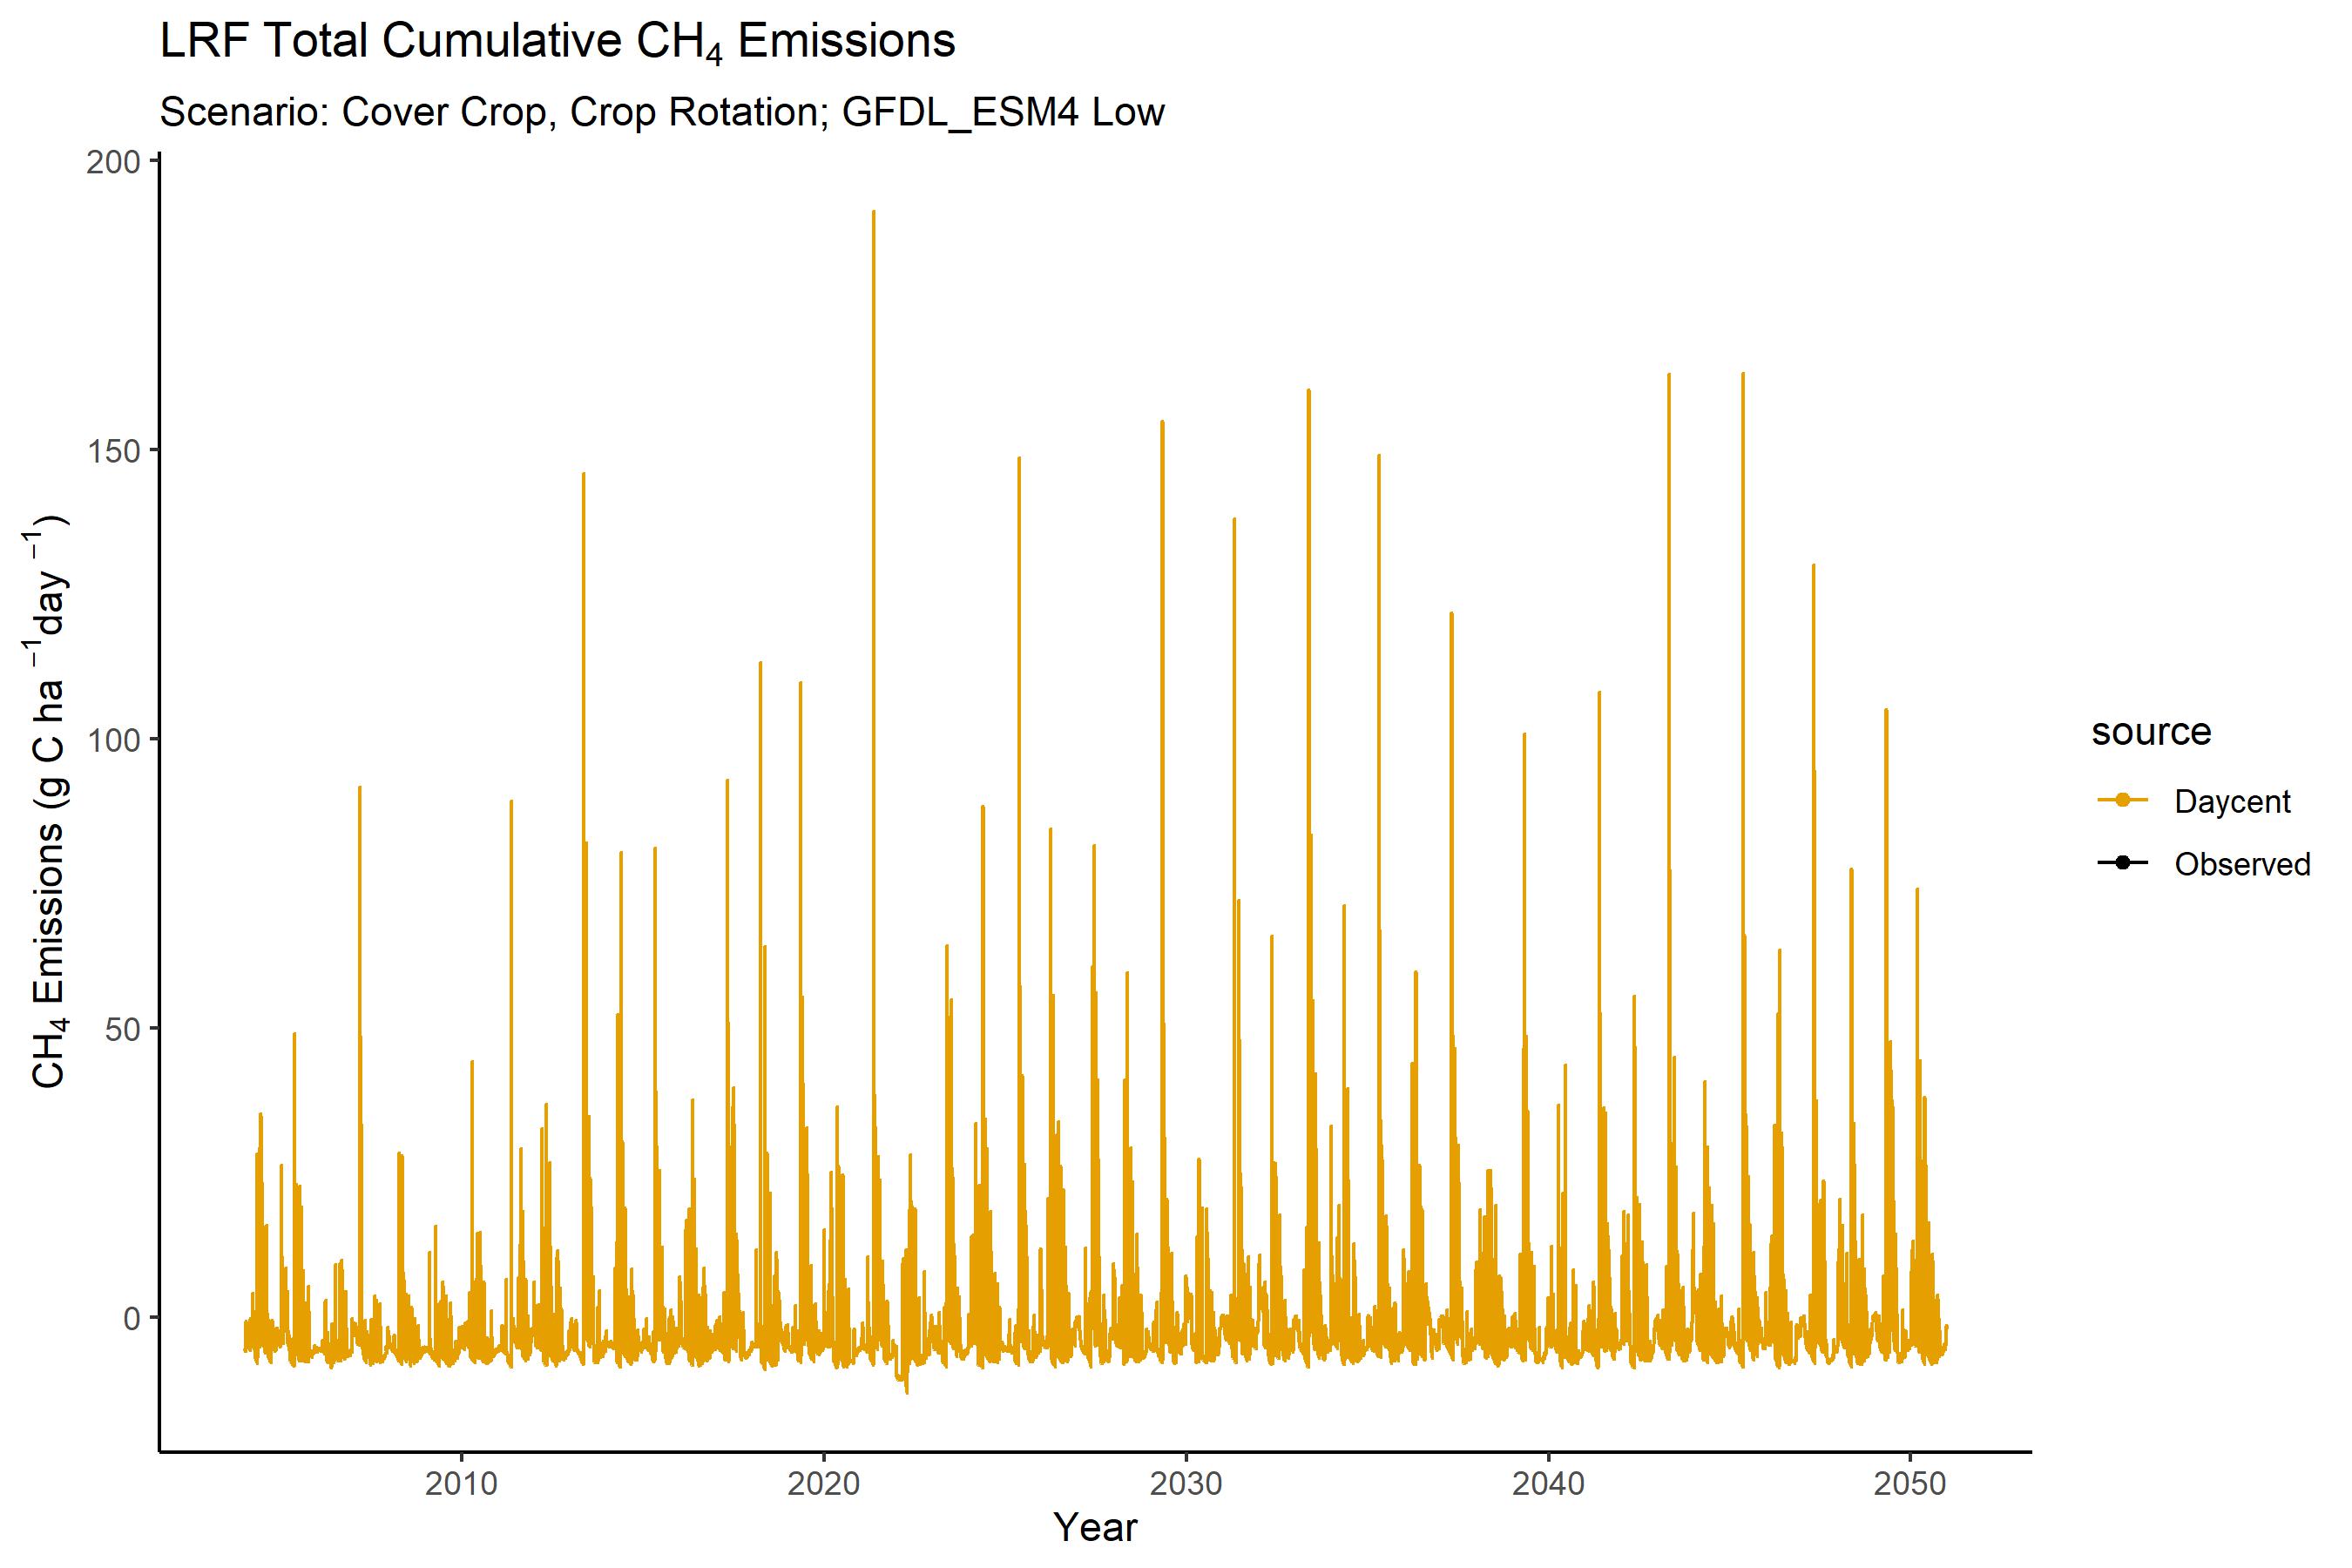 LRF Total Cumulative CH₄ Emissions
Scenario: Cover Crop, Crop Rotation; GFDL_ESM4 Low
200
150
100
50
0
CH₄ Emissions (g C ha ⁻¹day ⁻¹)
2010 2020 2030 2040 2050
Year
source
Daycent
Observed